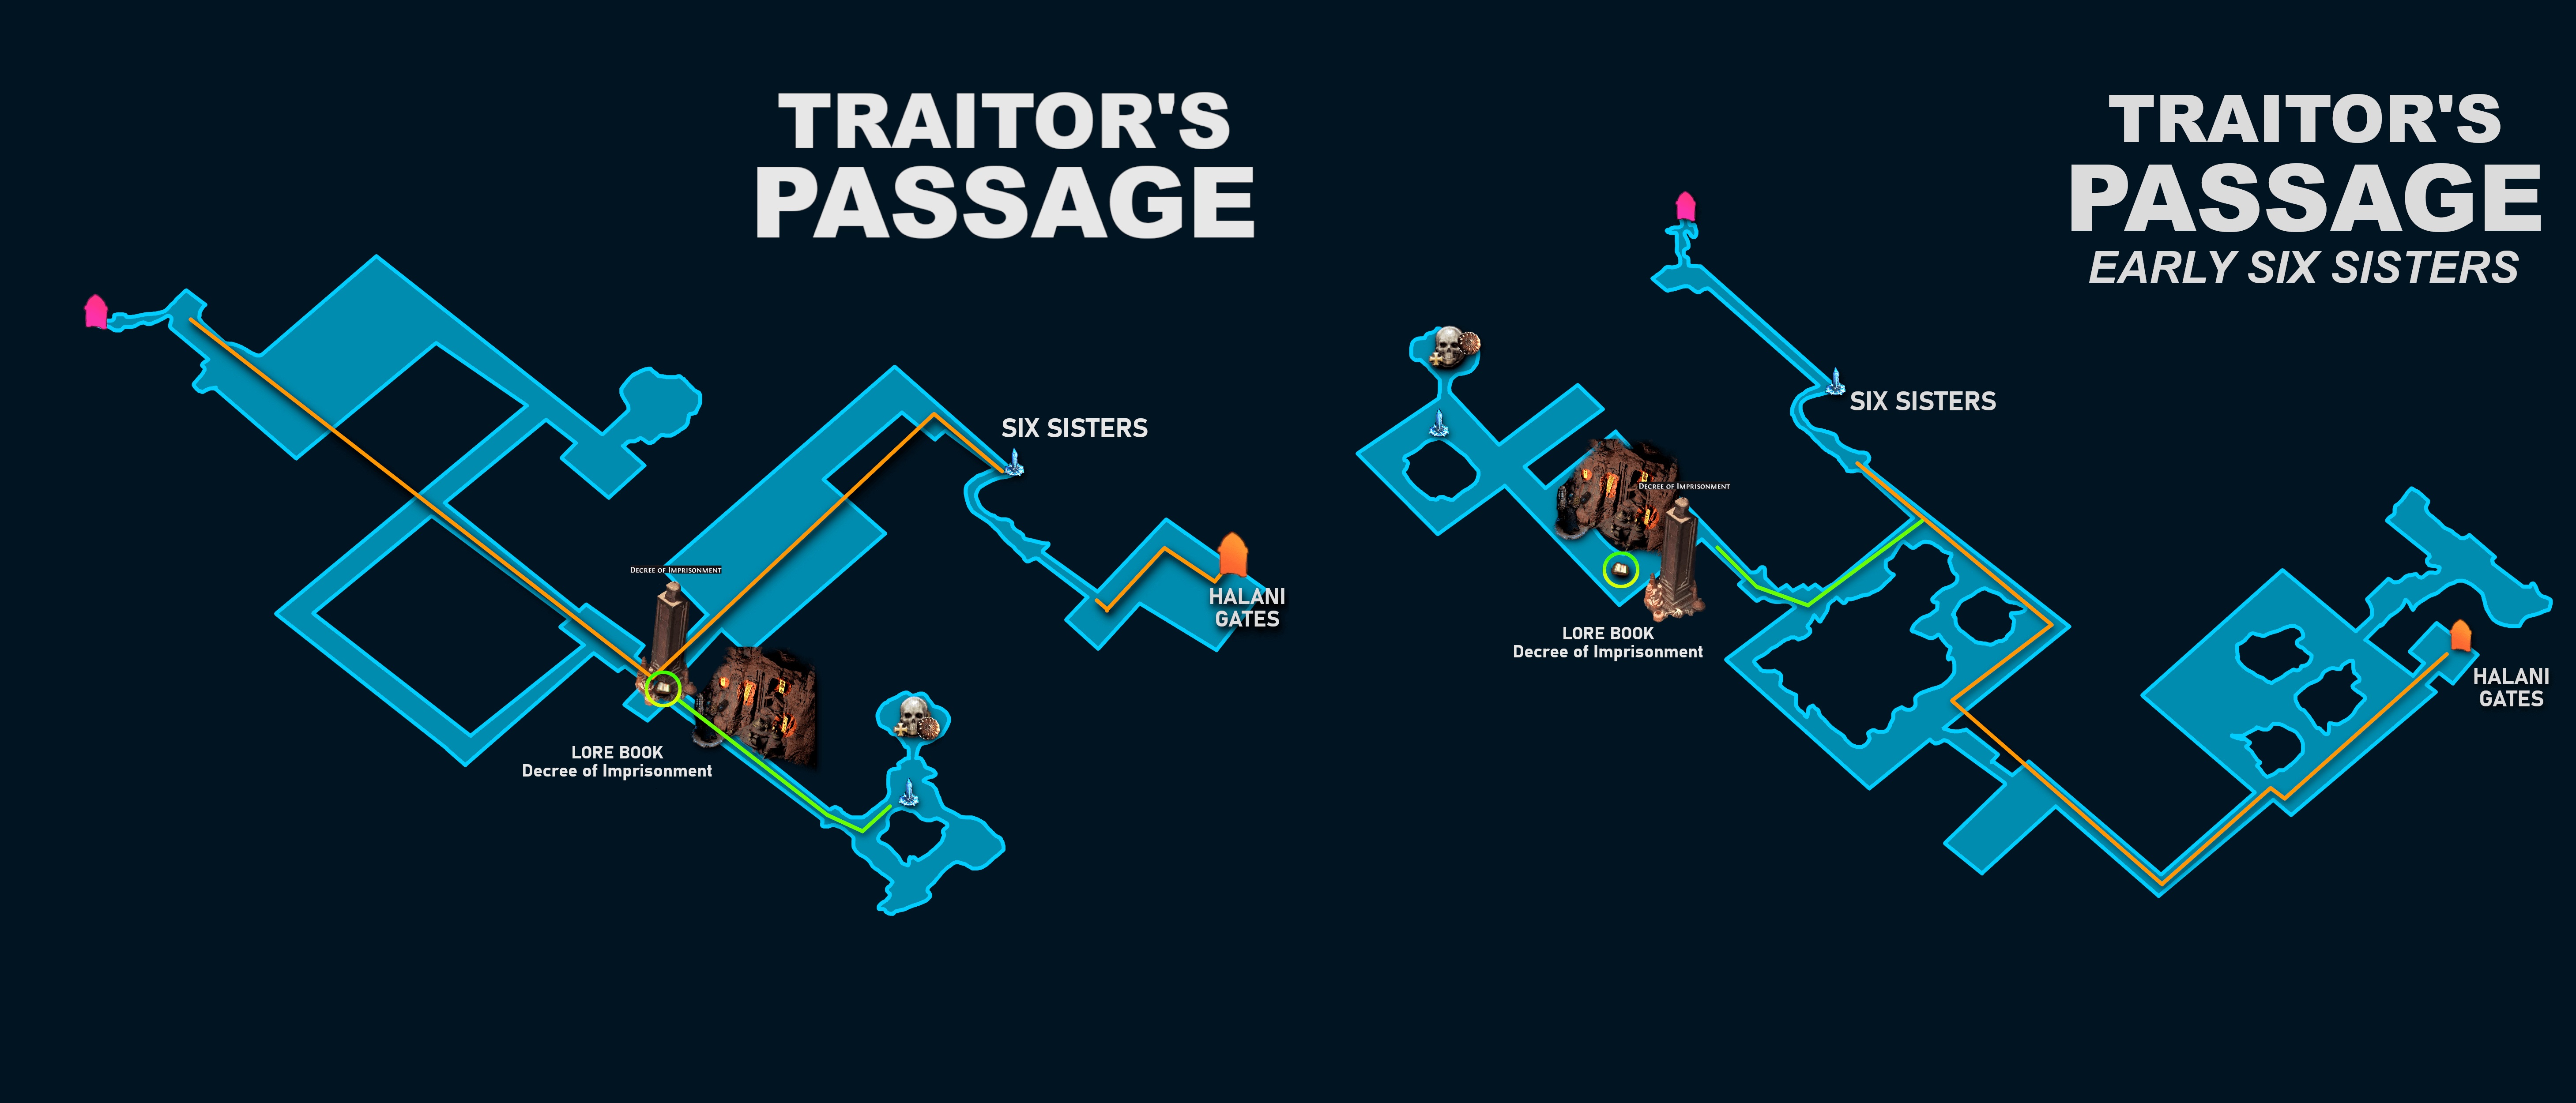 TRAITOR'S
PASSAGE
SIX SISTERS
HALANI
GATES
Decree of Imprisonment
LORE BOOK
Decree of Imprisonment
TRAITOR'S
PASSAGE
EARLY SIX SISTERS
SIX SISTERS
Decree of Imprisonment
LORE BOOK
Decree of Imprisonment
HALANI
GATES